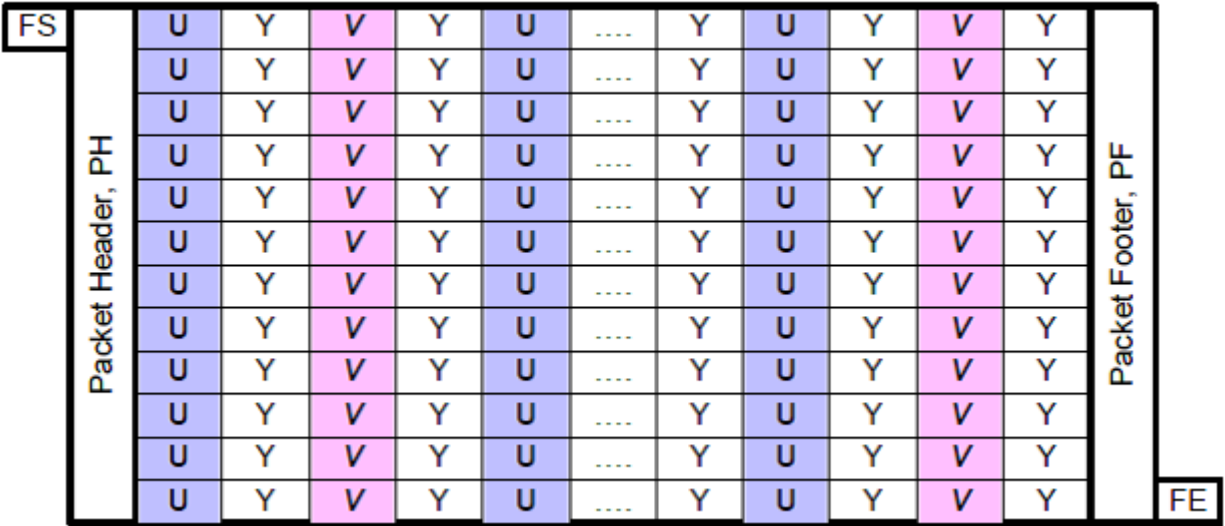 FS U Y V Y U .... Y U Y V Y
U Y V Y U .... Y U Y V Y
U Y V Y U .... Y U Y V Y
U Y V Y U .... Y U Y V Y
U Y V Y U .... Y U Y V Y
U Y V Y U .... Y U Y V Y
U Y V Y U .... Y U Y V Y
U Y V Y U .... Y U Y V Y
U Y V Y U .... Y U Y V Y
U Y V Y U .... Y U Y V Y
U Y V Y U .... Y U Y V Y
U Y V Y U .... Y U Y V Y FE
Packet Header, PH
Packet Footer, PF